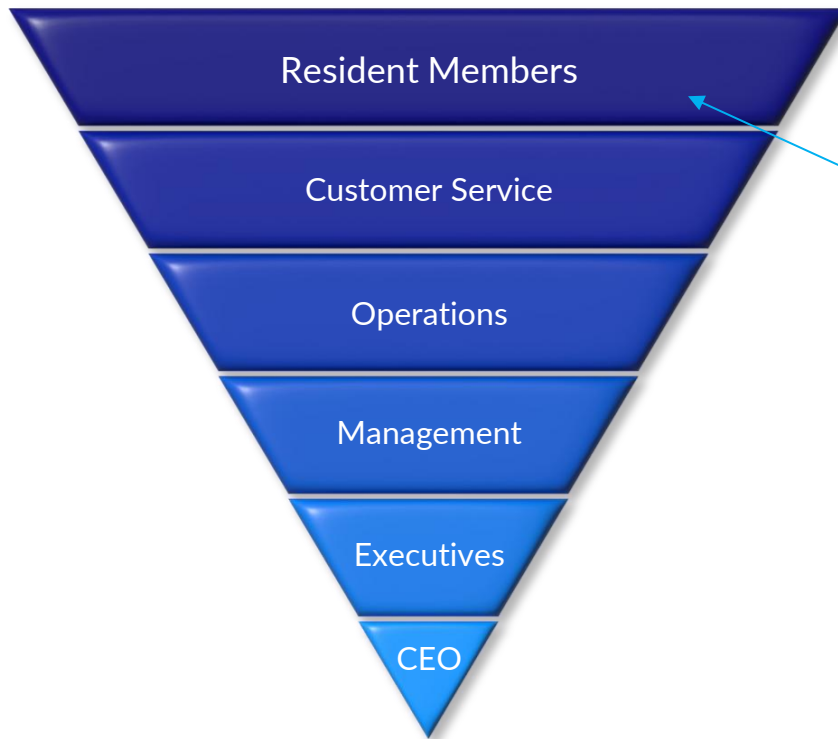 Resident Members
Customer Service
Operations
Management
Executives
CEO